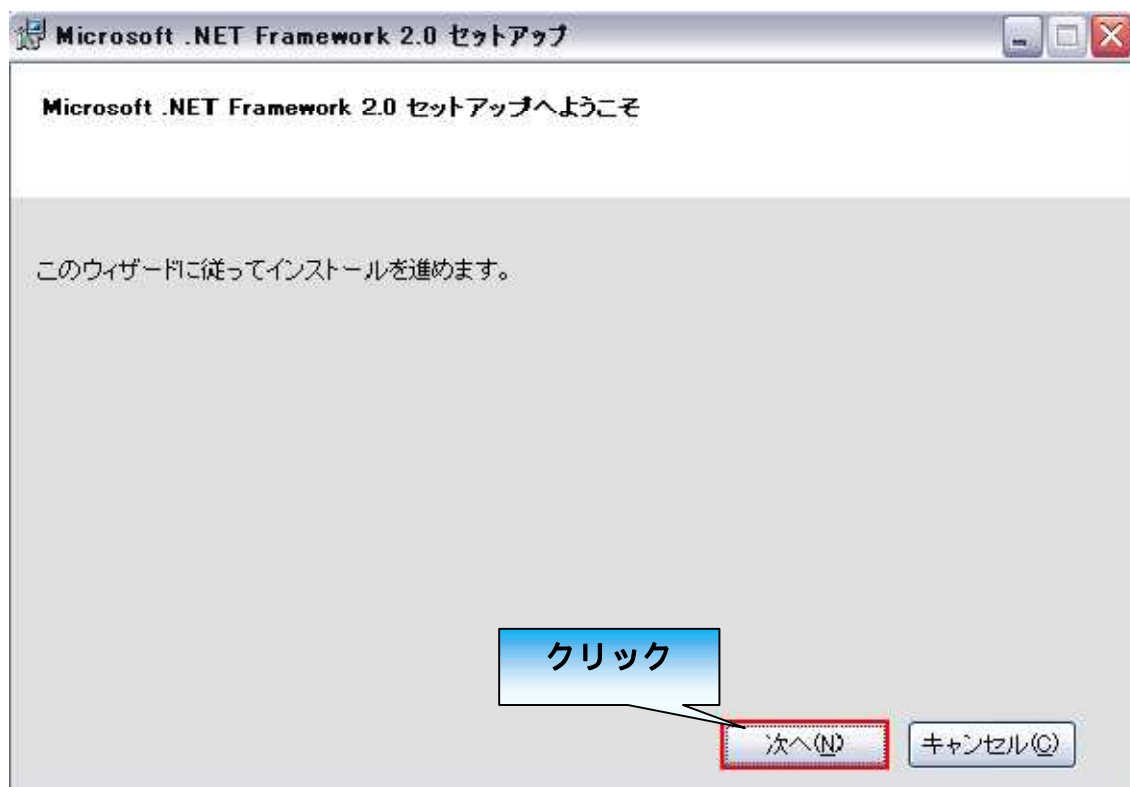 Microsoft .NET Framework 2.0 セットアップ
Microsoft .NET Framework 2.0 セットアップへようこそ
このウィザードに従ってインストールを進めます。
クリック
次へ(N)
キャンセル(C)